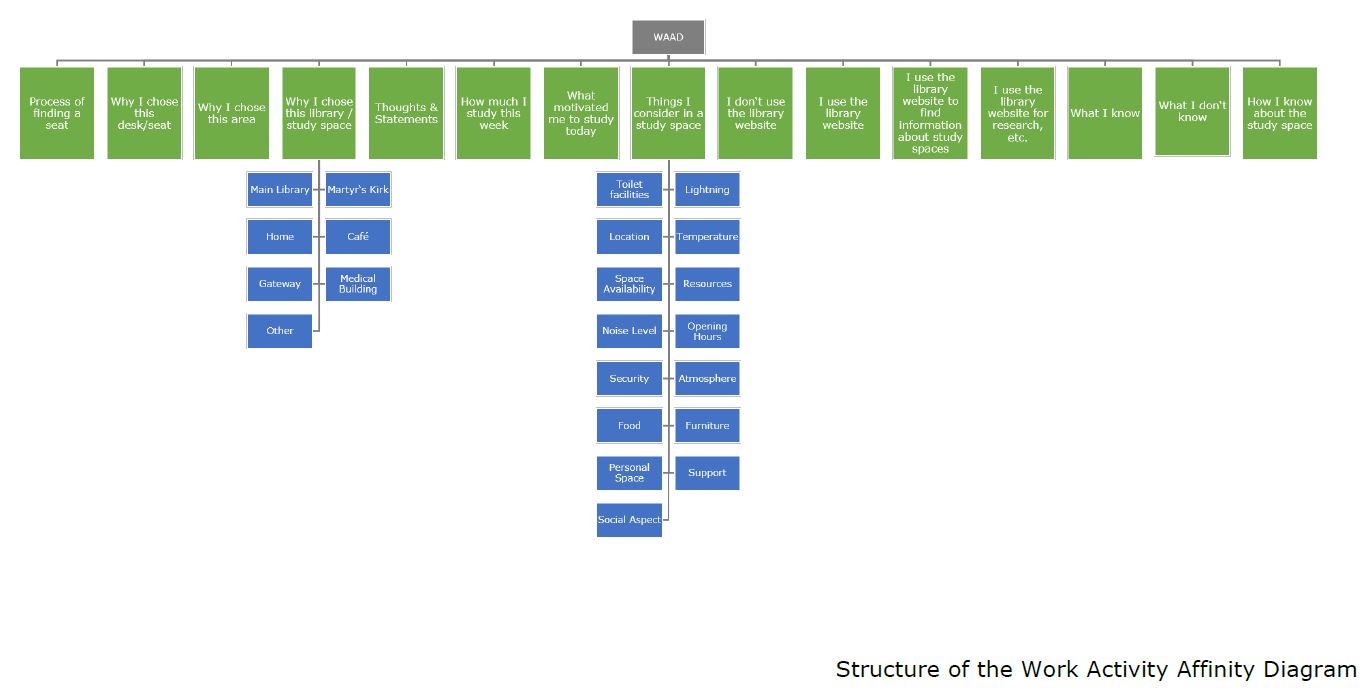 WAAD
Process of
finding a
seat
Why I chose
this
desk/seat
Why I chose
this area
Why I chose
this library /
study space
Thoughts &
Statements
How much I
study this
week
What
motivated
me to study
today
Things I
consider in a
study space
I don't use
the library
website
I use the
library
website
I use the
library
website to
find
information
about study
spaces
I use the
library
website for
research,
etc.
What I know
What I don't
know
How I know
about the
study space
Main Library
Martyr's Kirk
Home
Café
Gateway
Medical
Building
Other
Toilet
facilities
Lightning
Location
Temperature
Space
Availability
Resources
Noise Level
Opening
Hours
Security
Atmosphere
Food
Furniture
Personal
Space
Support
Social Aspect
Structure of the Work Activity Affinity Diagram